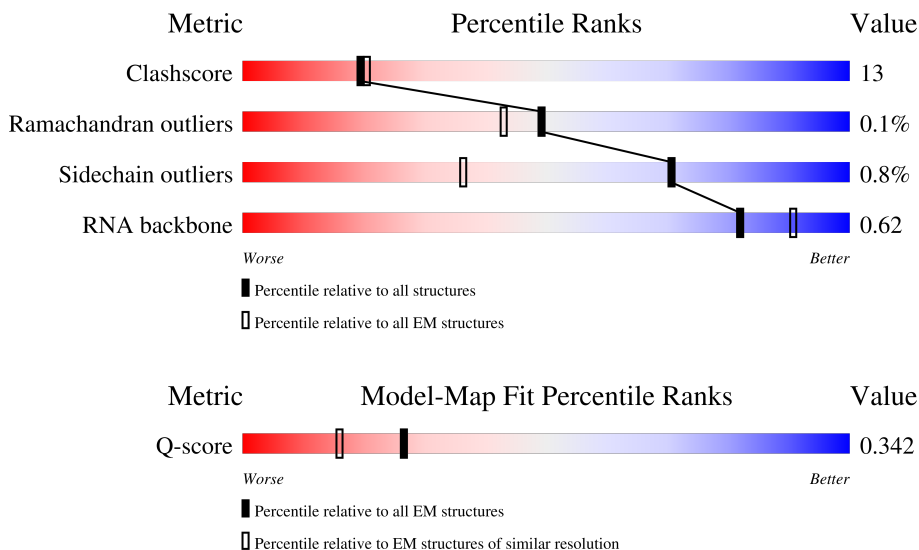 Metric Percentile Ranks Value
Clashscore 13
Ramachandran outliers 0.1%
Sidechain outliers 0.8%
RNA backbone 0.62
Worse Better
Percentile relative to all structures
Percentile relative to all EM structures
Metric Model-Map Fit Percentile Ranks Value
Q-score 0.342
Worse Better
Percentile relative to all EM structures
Percentile relative to EM structures of similar resolution